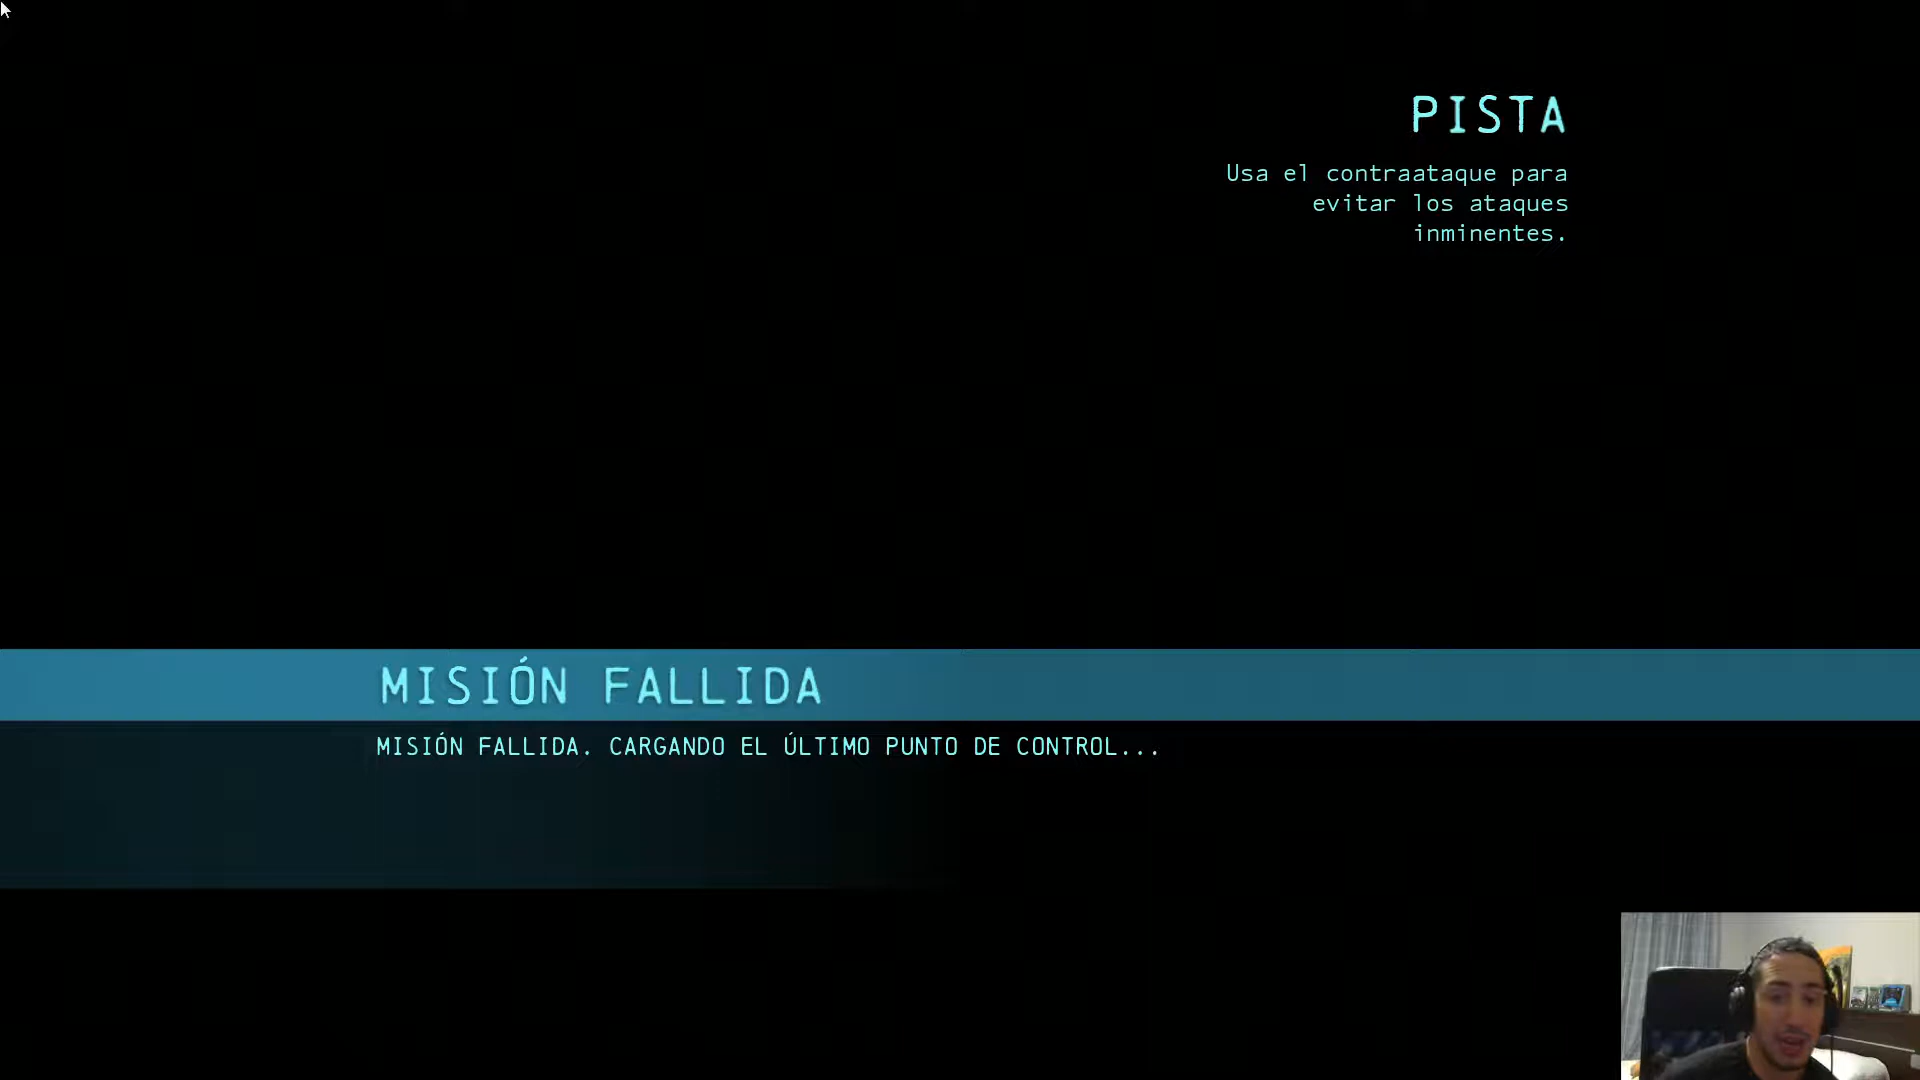 PISTA
Usa el contraataque para
evitar los ataques
inminentes.
MISIÓN FALLIDA
MISIÓN FALLIDA. CARGANDO EL ÚLTIMO PUNTO DE CONTROL...